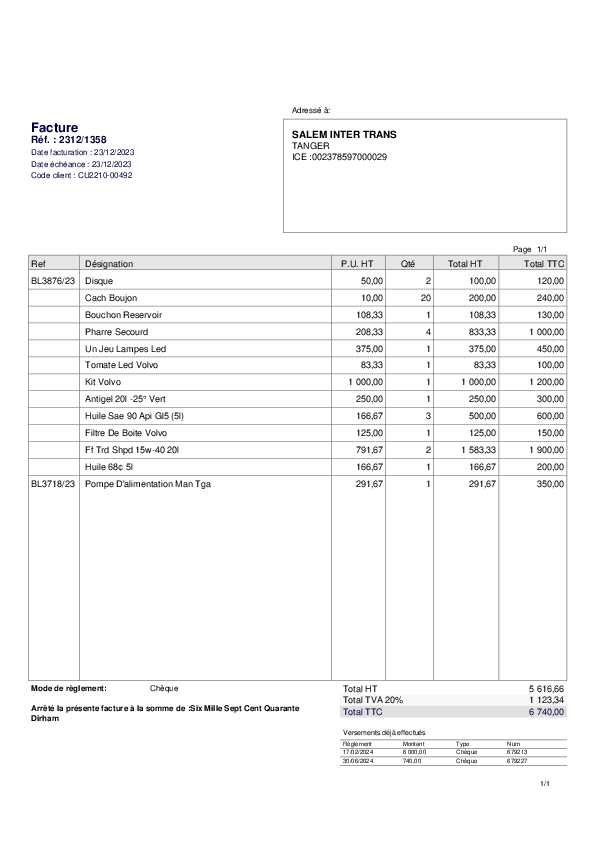 Adressé à:
Facture
Réf. : 2312/1358
Date facturation : 23/12/2023
Date échéance : 23/12/2023
Code client : CU2210-00492
SALEM INTER TRANS
TANGER
ICE :002378597000029
Page 1/1
Ref Désignation P.U. HT Qté Total HT Total TTC
BL3876/23 Disque 50,00 2 100,00 120,00
Cach Boujon 10,00 20 200,00 240,00
Bouchon Reservoir 108,33 1 108,33 130,00
Pharre Secourd 208,33 4 833,33 1 000,00
Un Jeu Lampes Led 375,00 1 375,00 450,00
Tomate Led Volvo 83,33 1 83,33 100,00
Kit Volvo 1 000,00 1 1 000,00 1 200,00
Antigel 20l -25° Vert 250,00 1 250,00 300,00
Huile Sae 90 Api Gl5 (5l) 166,67 3 500,00 600,00
Filtre De Boite Volvo 125,00 1 125,00 150,00
Ff Trd Shpd 15w-40 20l 791,67 2 1 583,33 1 900,00
Huile 68¢ 5l 166,67 1 166,67 200,00
BL3718/23 Pompe D'alimentation Man Tga 291,67 1 291,67 350,00
Mode de règlement: Chèque
Arrêté la présente facture à la somme de :Six Mille Sept Cent Quarante
Dirham
Total HT 5 616,66
Total TVA 20% 1 123,34
Total TTC 6 740,00
Versements déjà effectués
Règlement Montant Type Num
17/02/2024 6 000,00 Chèque 679213
30/06/2024 740,00 Chèque 679227
1/1